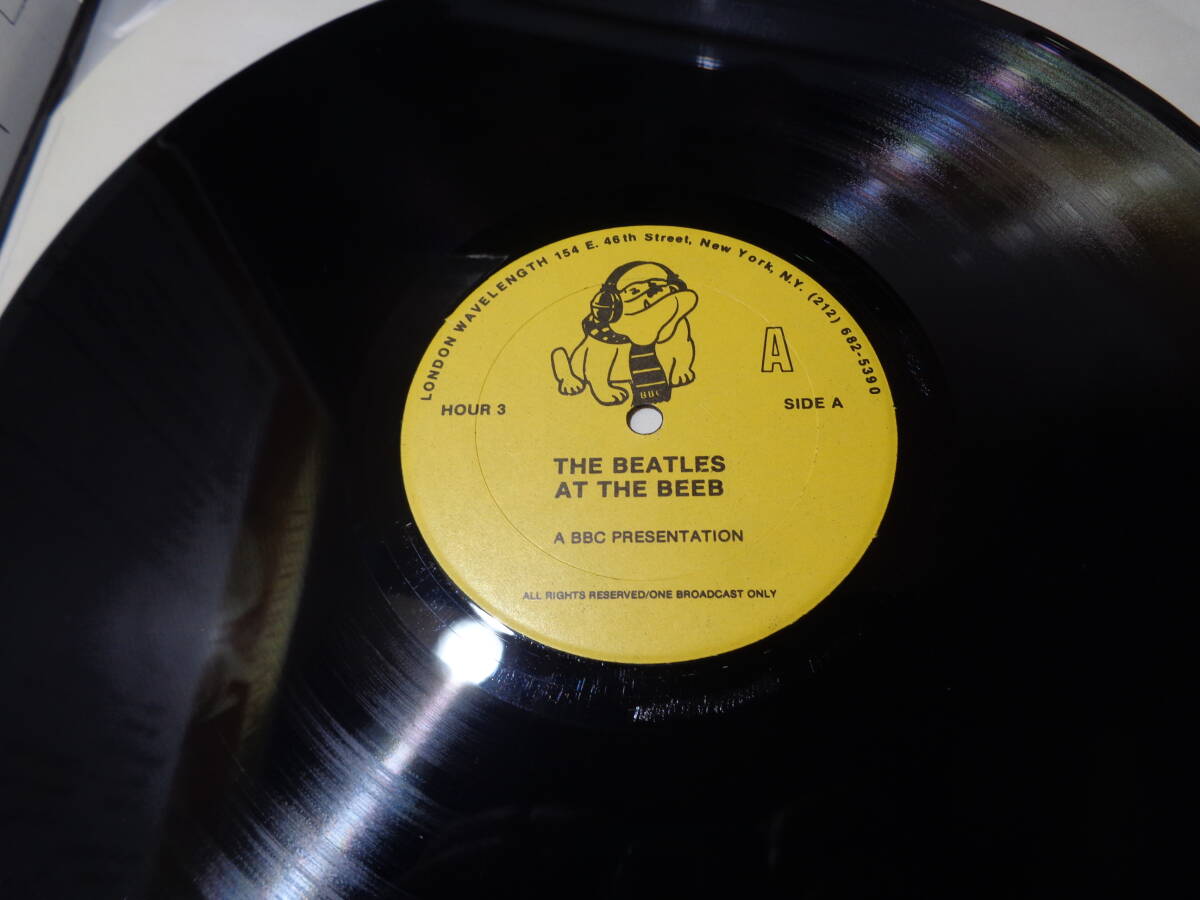 LONDON WAVELENGTH 154 E. 46th Street, New York, N.Y. (212) 682-5390
BBC
A
HOUR 3
SIDE A
THE BEATLES
AT THE BEEB
A BBC PRESENTATION
ALL RIGHTS RESERVED/ONE BROADCAST ONLY